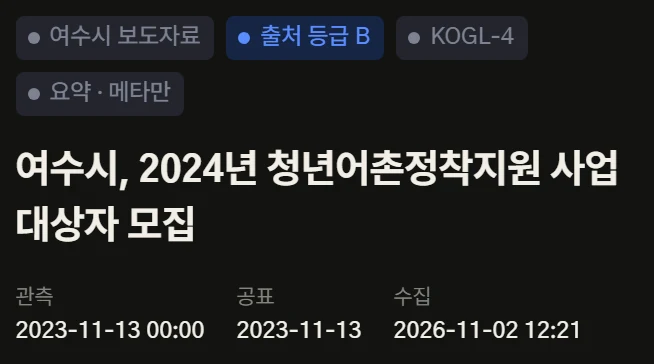 여수시 보도자료 출처 등급 B KOGL-4
요약 · 메타만
여수시, 2024년 청년어촌정착지원 사업
대상자 모집
관측 공표 수집
2023-11-13 00:00 2023-11-13 2026-11-02 12:21